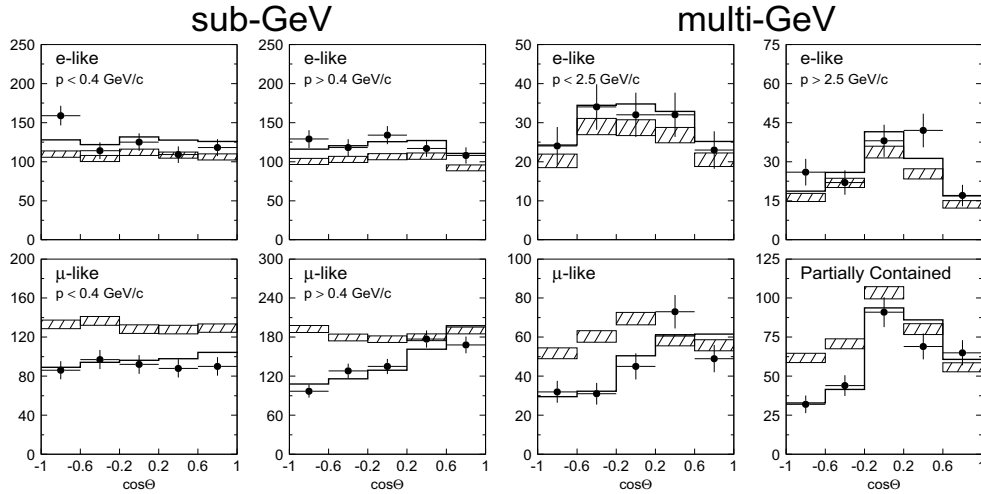 sub-GeV
multi-GeV
e-like
p < 0.4 GeV/c
250
200
150
100
50
0
e-like
p > 0.4 GeV/c
250
200
150
100
50
0
e-like
p < 2.5 GeV/c
50
40
30
20
10
0
e-like
p > 2.5 GeV/c
75
60
45
30
15
0
μ-like
p < 0.4 GeV/c
200
160
120
80
40
0
-1 -0.6 -0.2 0.2 0.6 1
cosΘ
μ-like
p > 0.4 GeV/c
300
240
180
120
60
0
-1 -0.6 -0.2 0.2 0.6 1
cosΘ
μ-like
100
80
60
40
20
0
-1 -0.6 -0.2 0.2 0.6 1
cosΘ
Partially Contained
125
100
75
50
25
0
-1 -0.6 -0.2 0.2 0.6 1
cosΘ